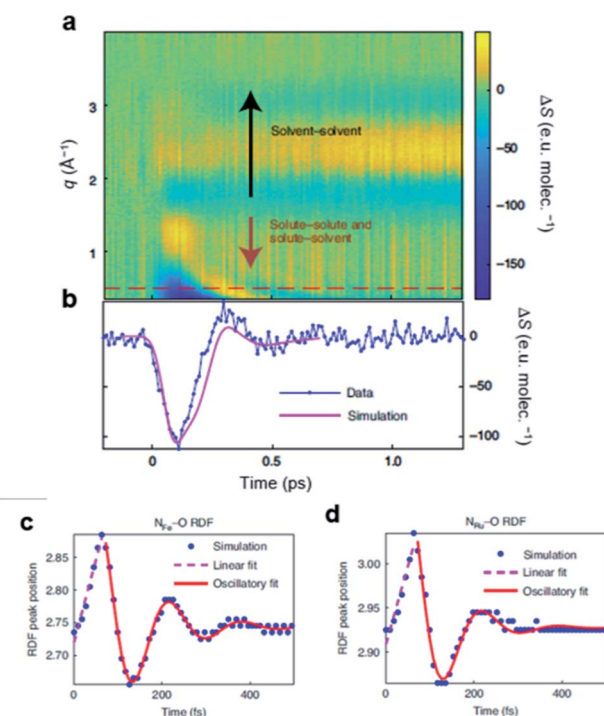 a
3
2
1
q (Å⁻¹)
Solvent–solvent
Solute–solute and
solute–solvent
0
−50
−100
−150
ΔS (e.u. molec. ⁻¹)
b
0
−50
−100
ΔS (e.u. molec. ⁻¹)
Data
Simulation
0
0.5
1.0
Time (ps)
c
N_Fe–O RDF
2.85
2.80
2.75
2.70
RDF peak position
Simulation
Linear fit
Oscillatory fit
0
200
400
Time (fs)
d
N_Ru–O RDF
3.00
2.95
2.90
RDF peak position
Simulation
Linear fit
Oscillatory fit
0
200
400
Time (fs)